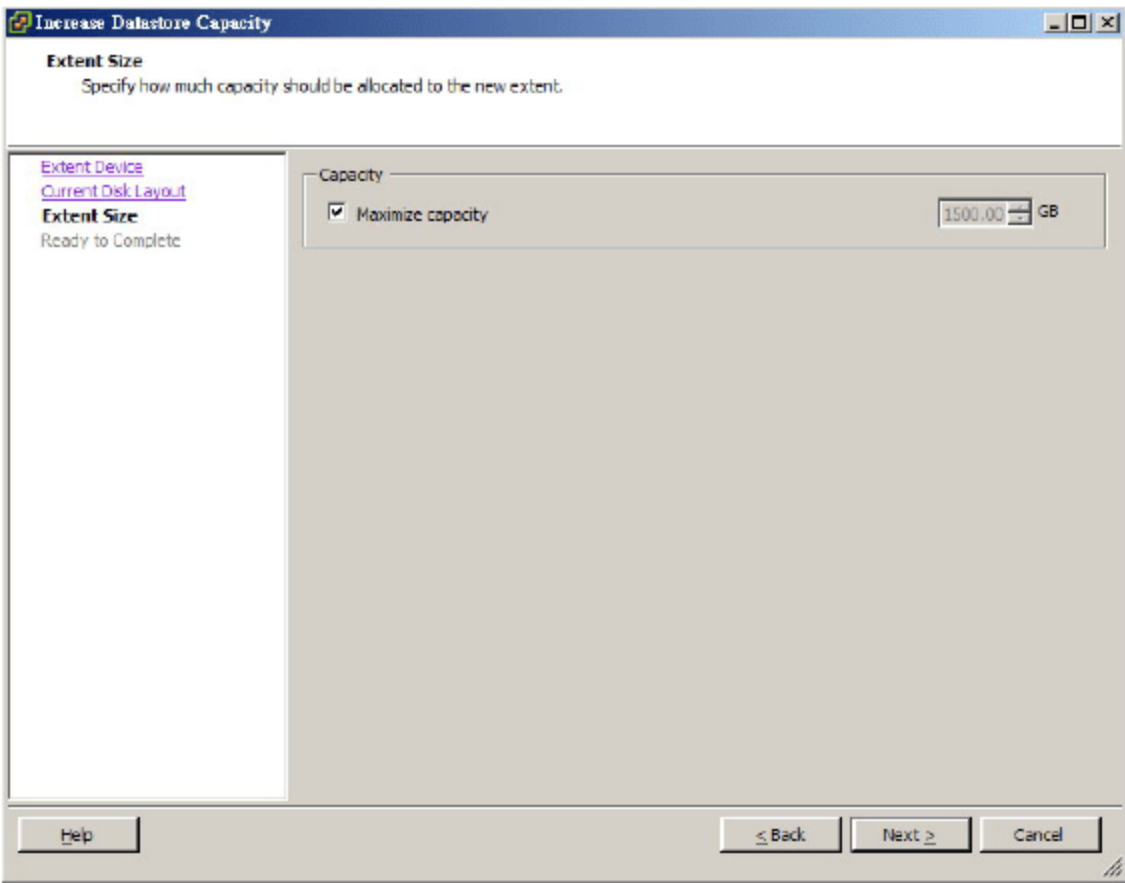 Increase Datastore Capacity
Extent Size
Specify how much capacity should be allocated to the new extent.
Extent Device
Current Disk Layout
Extent Size
Ready to Complete
Capacity
Maximize capacity
1500.00 GB
Help
< Back
Next >
Cancel